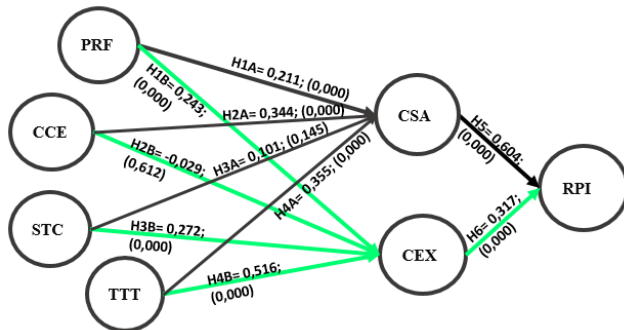 PRF
H1A= 0,211; (0,000)
H1B= 0,243;
(0,000)
CCE
H2A= 0,344; (0,000)
H2B= -0,029;
(0,612)
H3A= 0,101; (0,145)
H4A= 0,355; (0,000)
CSA
H5= 0,604;
(0,000)
RPI
STC
H3B= 0,272;
(0,000)
CEX
H6= 0,317;
(0,000)
TTT
H4B= 0,516;
(0,000)